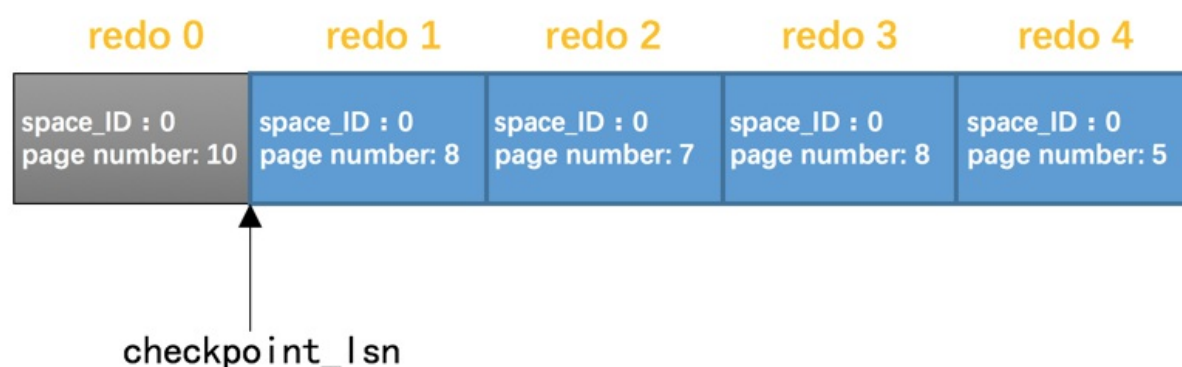 redo 0
redo 1
redo 2
redo 3
redo 4
space_ID：0
page number: 10
space_ID：0
page number: 8
space_ID：0
page number: 7
space_ID：0
page number: 8
space_ID：0
page number: 5
checkpoint_lsn